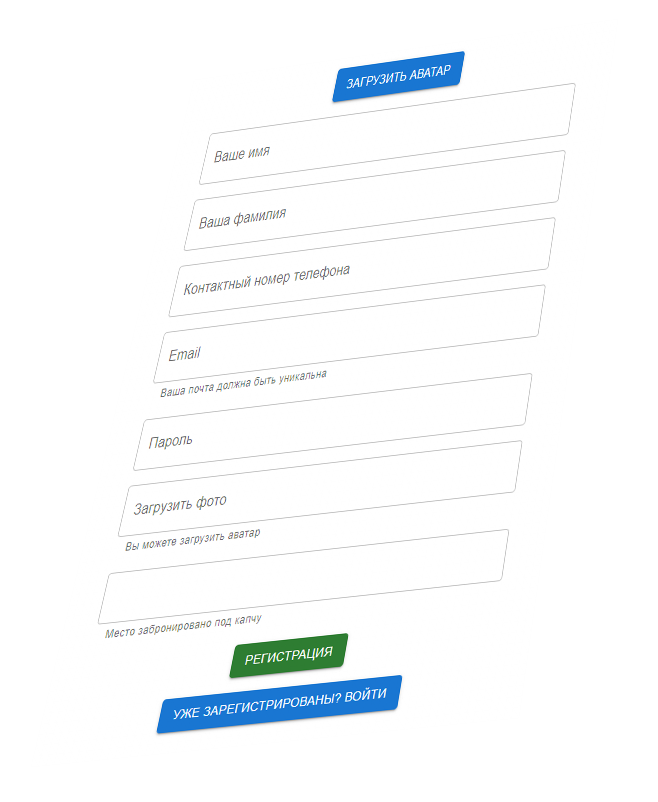 ЗАГРУЗИТЬ АВАТАР
Ваше имя
Ваша фамилия
Контактный номер телефона
Email
Ваша почта должна быть уникальна
Пароль
Загрузить фото
Вы можете загрузить аватар
Место забронировано под капчу
РЕГИСТРАЦИЯ
УЖЕ ЗАРЕГИСТРИРОВАНЫ? ВОЙТИ